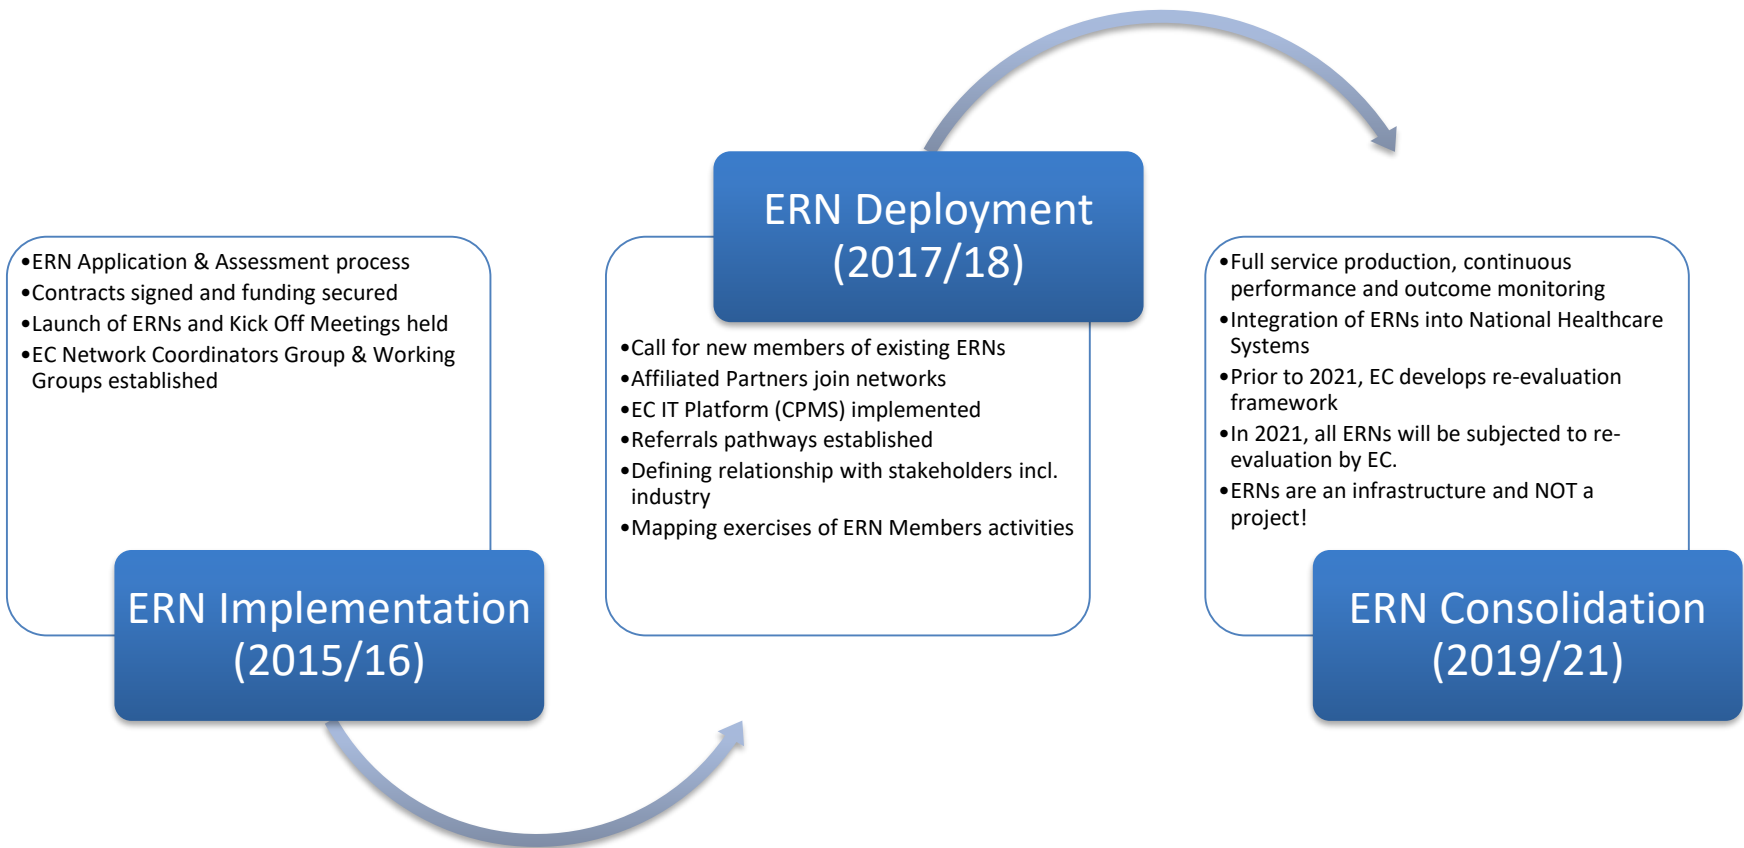 •ERN Application & Assessment process
•Contracts signed and funding secured
•Launch of ERNs and Kick Off Meetings held
•EC Network Coordinators Group & Working
Groups established
ERN Implementation
(2015/16)
ERN Deployment
(2017/18)
•Call for new members of existing ERNs
•Affiliated Partners join networks
•EC IT Platform (CPMS) implemented
•Referrals pathways established
•Defining relationship with stakeholders incl.
industry
•Mapping exercises of ERN Members activities
•Full service production, continuous
performance and outcome monitoring
•Integration of ERNs into National Healthcare
Systems
•Prior to 2021, EC develops re-evaluation
framework
•In 2021, all ERNs will be subjected to re-
evaluation by EC.
•ERNs are an infrastructure and NOT a
project!
ERN Consolidation
(2019/21)